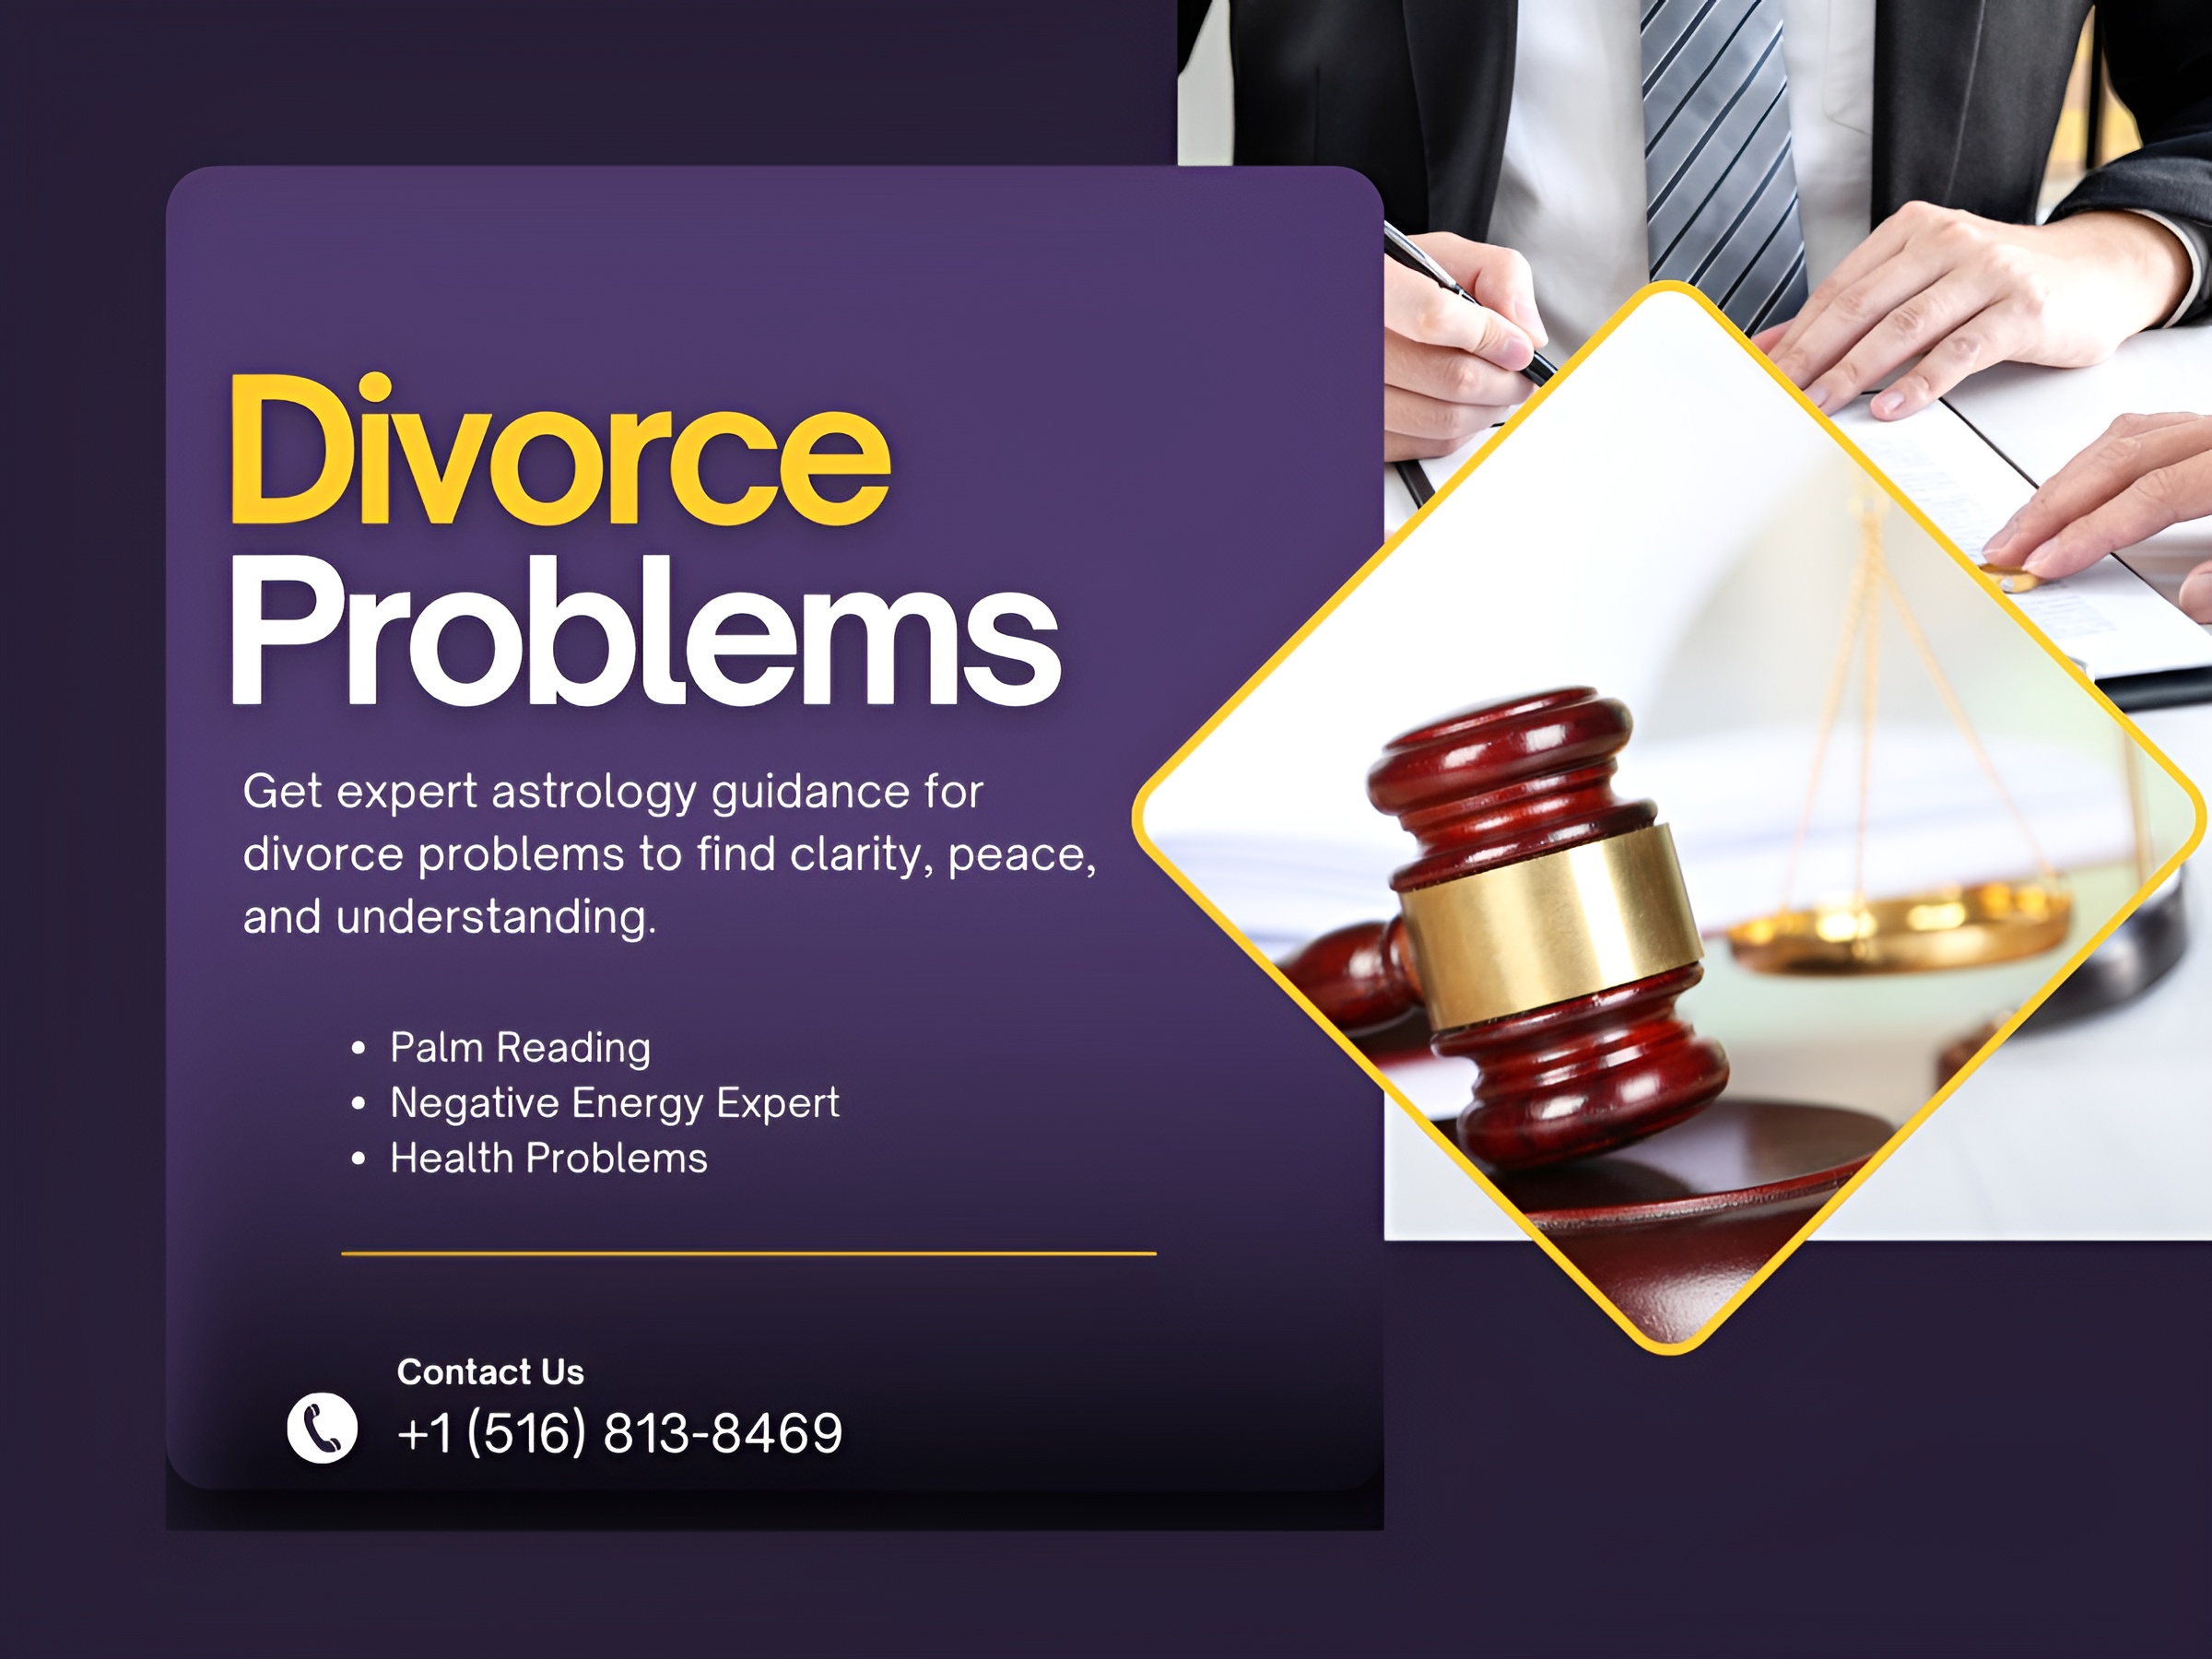 Divorce
Problems
Get expert astrology guidance for
divorce problems to find clarity, peace,
and understanding.
• Palm Reading
• Negative Energy Expert
• Health Problems
Contact Us
+1 (516) 813-8469